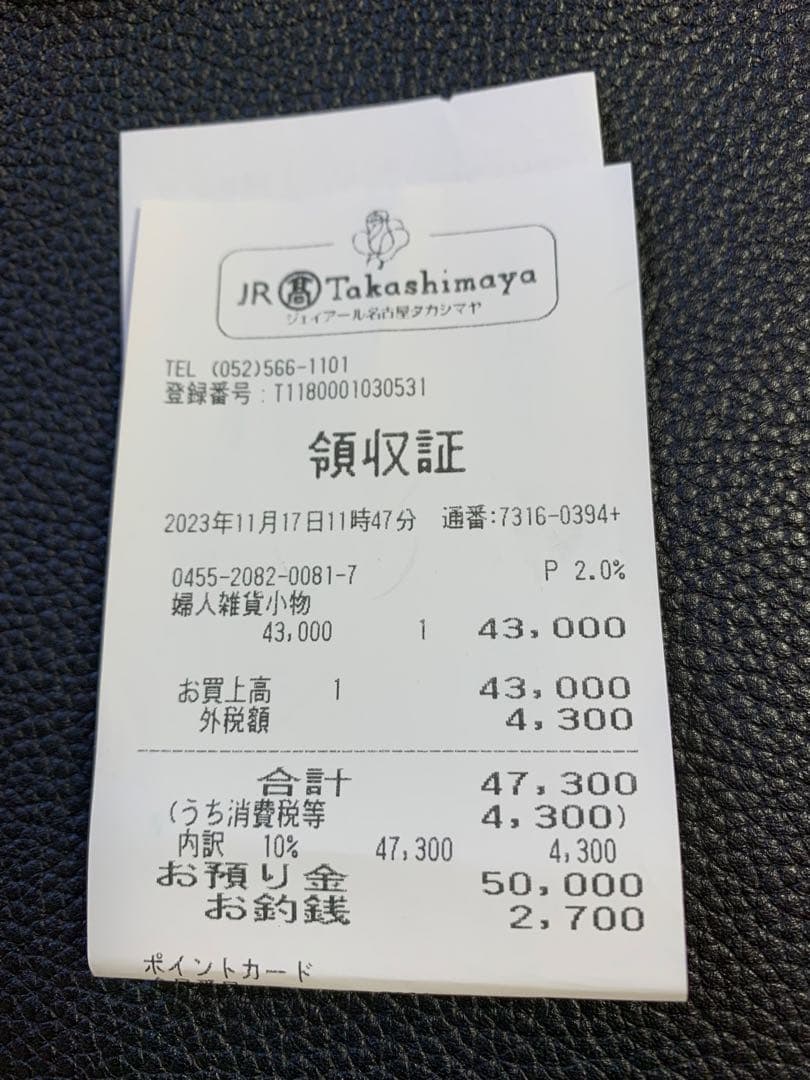 JR 髙 Takashimaya
ジェイアール名古屋タカシマヤ
TEL (052)566-1101
登録番号:T1180001030531
領収証
2023年11月17日11時47分 通番:7316-0394+
0455-2082-0081-7 P 2.0%
婦人雑貨小物
43,000 1 43,000
お買上高 1 43,000
外税額 4,300
合計 47,300
(うち消費税等 4,300)
内訳 10% 47,300 4,300
お預り金 50,000
お釣銭 2,700
ポイントカード